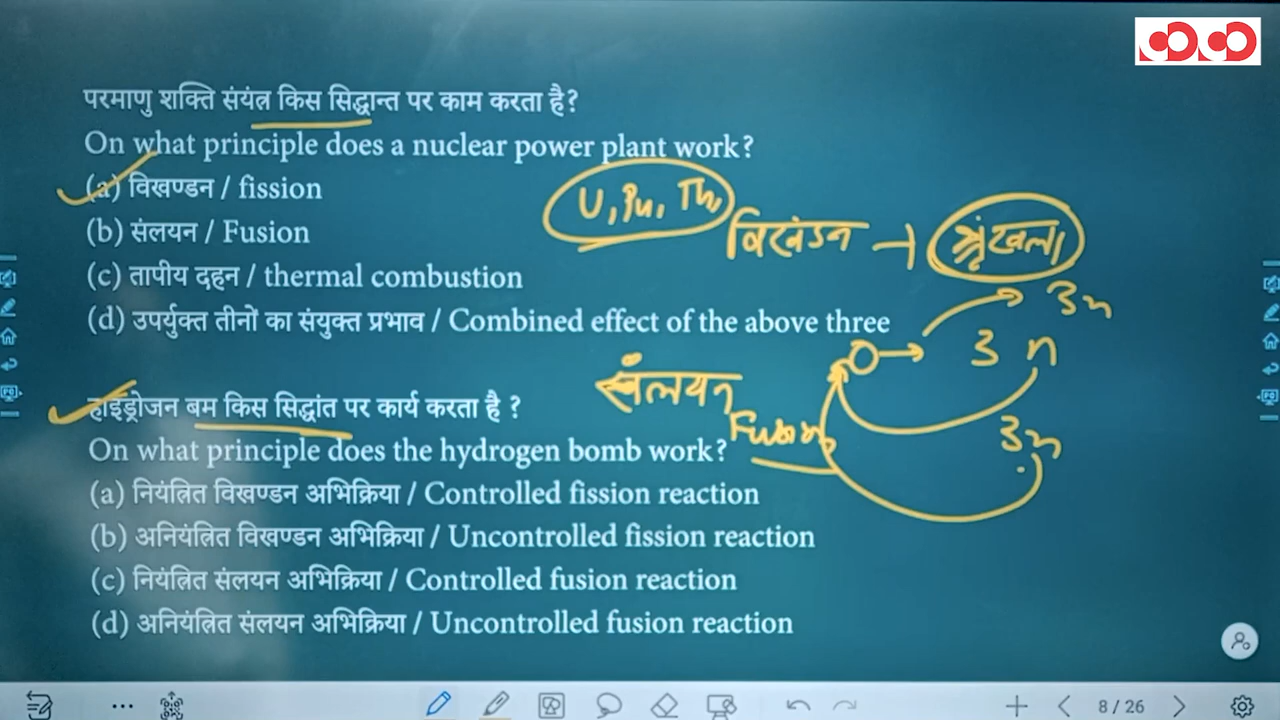 परमाणु शक्ति संयंत्र किस सिद्धान्त पर काम करता है?
On what principle does a nuclear power plant work?
(a) विखण्डन / fission
(b) संलयन / Fusion
(c) तापीय दहन / thermal combustion
(d) उपर्युक्त तीनों का संयुक्त प्रभाव / Combined effect of the above three
U, Pu, Th,
विखंडन → श्रृंखला
3n
3 n
3n
संलयन
Fusion
हाइड्रोजन बम किस सिद्धांत पर कार्य करता है ?
On what principle does the hydrogen bomb work?
(a) नियंत्रित विखण्डन अभिक्रिया / Controlled fission reaction
(b) अनियंत्रित विखण्डन अभिक्रिया / Uncontrolled fission reaction
(c) नियंत्रित संलयन अभिक्रिया / Controlled fusion reaction
(d) अनियंत्रित संलयन अभिक्रिया / Uncontrolled fusion reaction
8 / 26